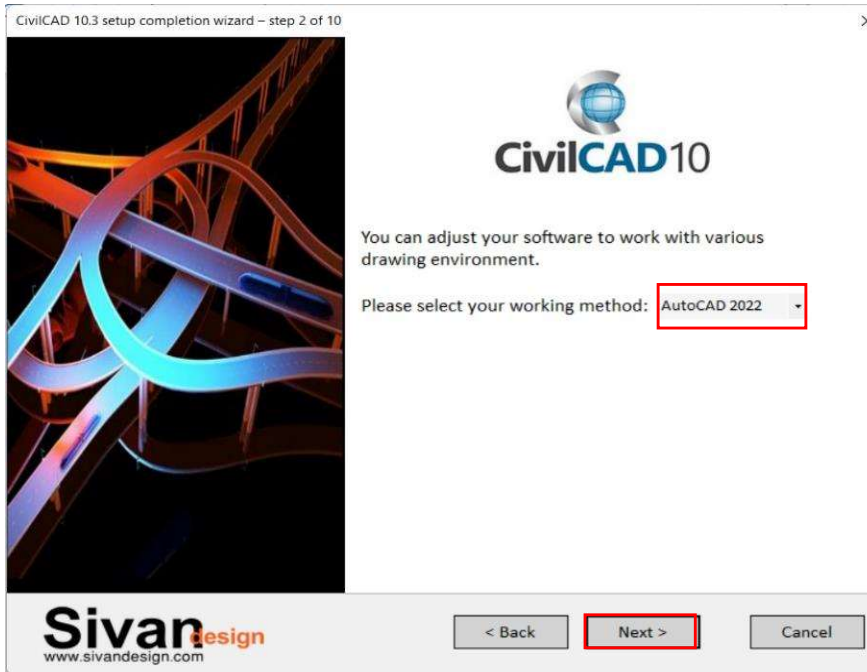 CivilCAD 10.3 setup completion wizard – step 2 of 10
CivilCAD10
You can adjust your software to work with various
drawing environment.
Please select your working method: AutoCAD 2022
Sivan design
www.sivandesign.com
< Back Next > Cancel